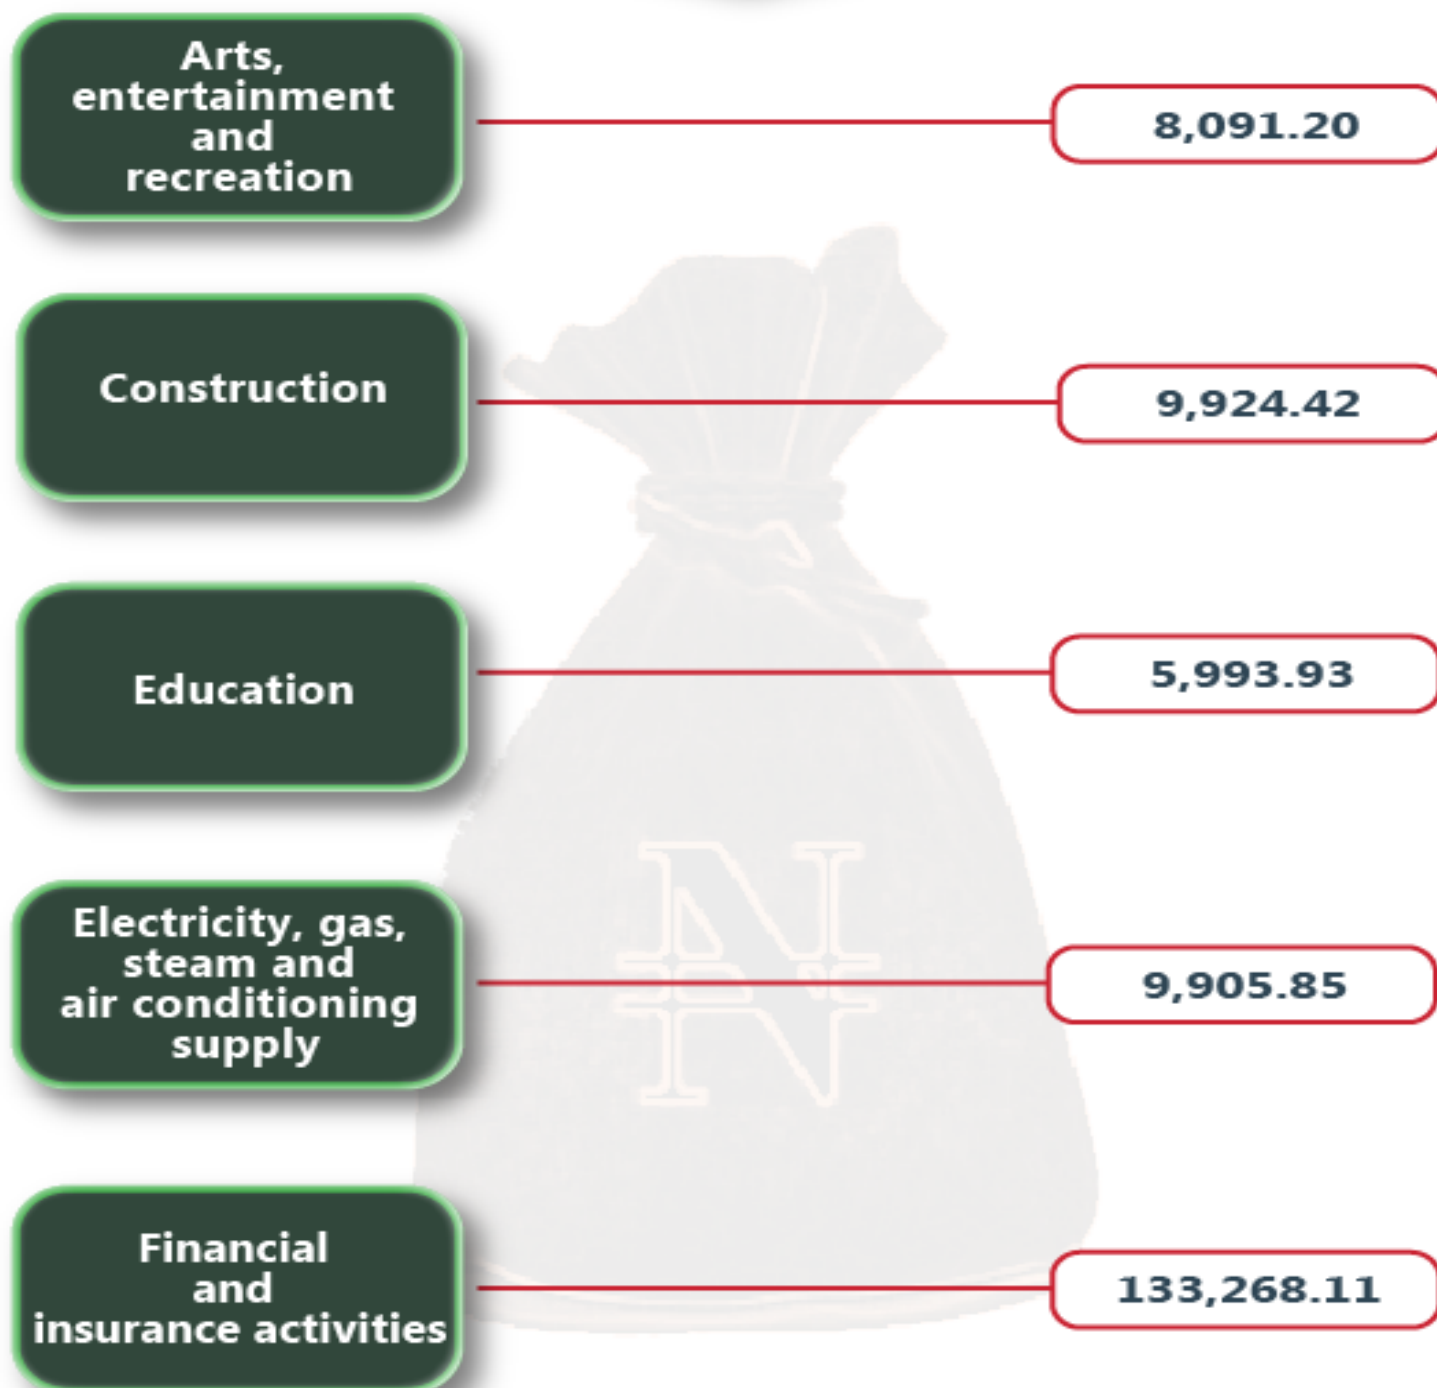 Arts,
entertainment
and
recreation
8,091.20
Construction
9,924.42
Education
5,993.93
Electricity, gas,
steam and
air conditioning
supply
9,905.85
Financial
and
insurance activities
133,268.11
₦